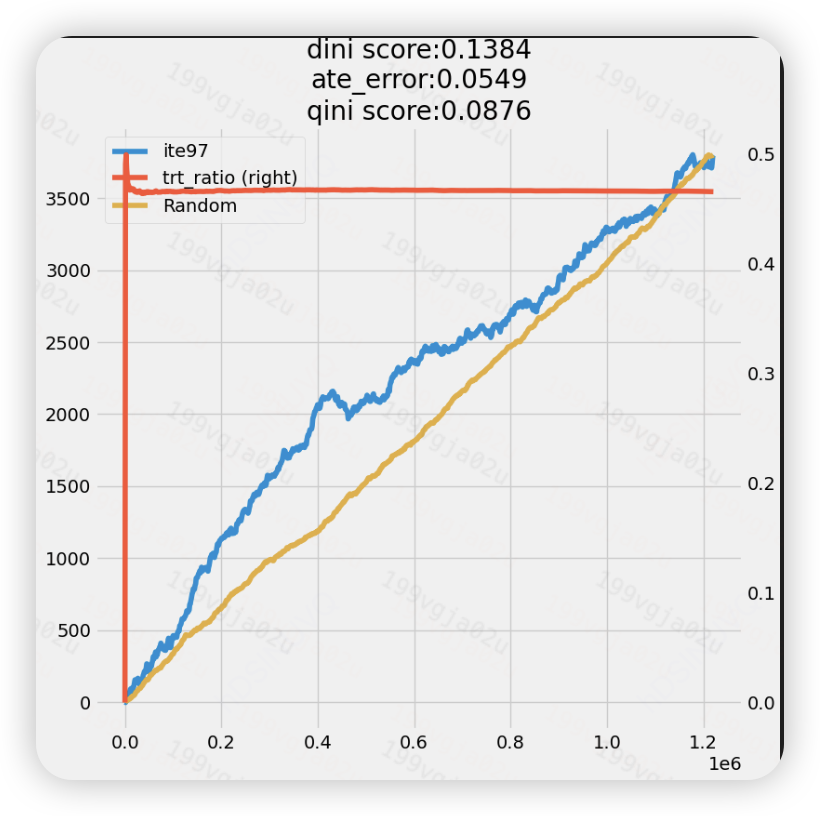 dini score:0.1384
ate_error:0.0549
qini score:0.0876
ite97
trt_ratio (right)
Random
3500
3000
2500
2000
1500
1000
500
0
0.5
0.4
0.3
0.2
0.1
0.0
0.0 0.2 0.4 0.6 0.8 1.0 1.2
1e6
199vgja02u